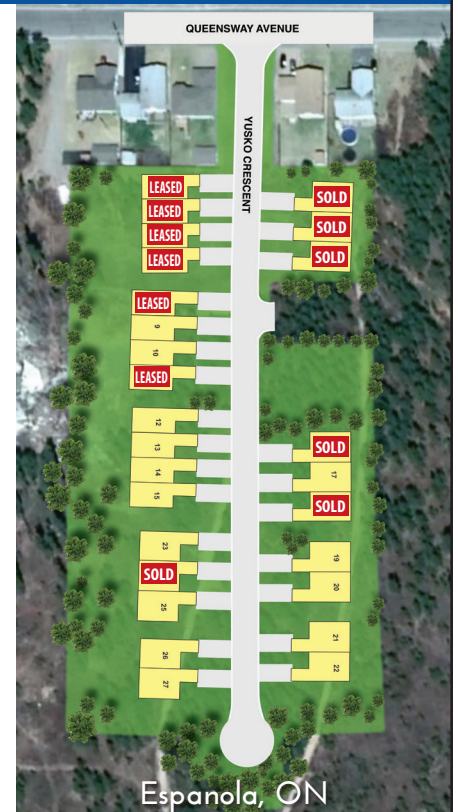 QUEENSWAY AVENUE
YUSKO CRESCENT
LEASED
LEASED
LEASED
LEASED
SOLD
SOLD
SOLD
LEASED
9
10
LEASED
12
13
14
15
SOLD
17
SOLD
23
SOLD
25
19
20
26
27
21
22
Espanola, ON